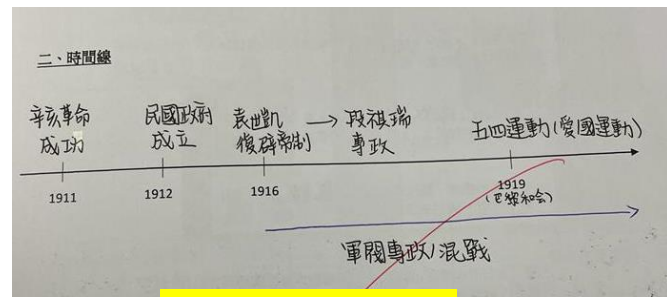 二、時間線
辛亥革命
成功
民國政府
成立
袁世凱
復辟帝制
→ 段祺瑞
專政
五四運動(愛國運動)
1911
1912
1916
1919
(巴黎和会)
軍閥專政/混戰